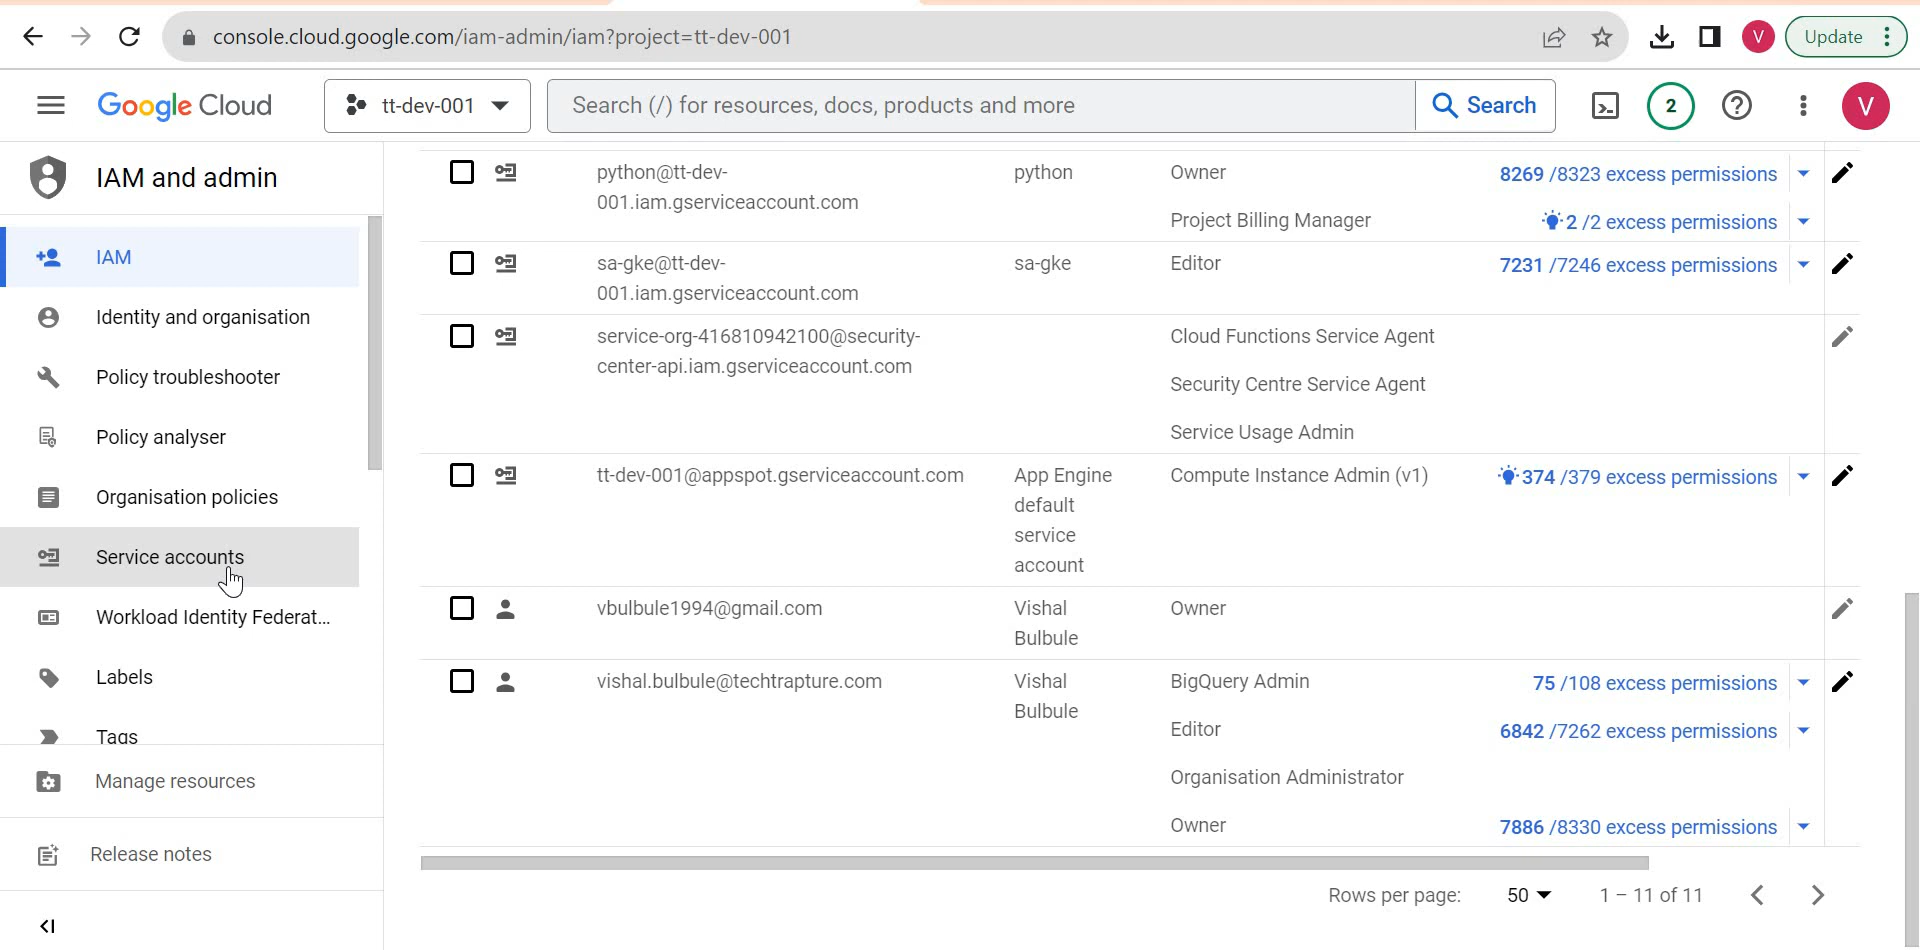 console.cloud.google.com/iam-admin/iam?project=tt-dev-001
V
Update
Google Cloud
tt-dev-001
Search (/) for resources, docs, products and more
Search
2
V
IAM and admin
IAM
Identity and organisation
Policy troubleshooter
Policy analyser
Organisation policies
Service accounts
Workload Identity Federat...
Labels
Tags
Manage resources
Release notes
python@tt-dev-
001.iam.gserviceaccount.com
python
Owner
8269 /8323 excess permissions
Project Billing Manager
2 /2 excess permissions
sa-gke@tt-dev-
001.iam.gserviceaccount.com
sa-gke
Editor
7231 /7246 excess permissions
service-org-416810942100@security-
center-api.iam.gserviceaccount.com
Cloud Functions Service Agent
Security Centre Service Agent
Service Usage Admin
tt-dev-001@appspot.gserviceaccount.com
App Engine
default
service
account
Compute Instance Admin (v1)
374 /379 excess permissions
vbulbule1994@gmail.com
Vishal
Bulbule
Owner
vishal.bulbule@techtrapture.com
Vishal
Bulbule
BigQuery Admin
75 /108 excess permissions
Editor
6842 /7262 excess permissions
Organisation Administrator
Owner
7886 /8330 excess permissions
Rows per page:
50
1 – 11 of 11